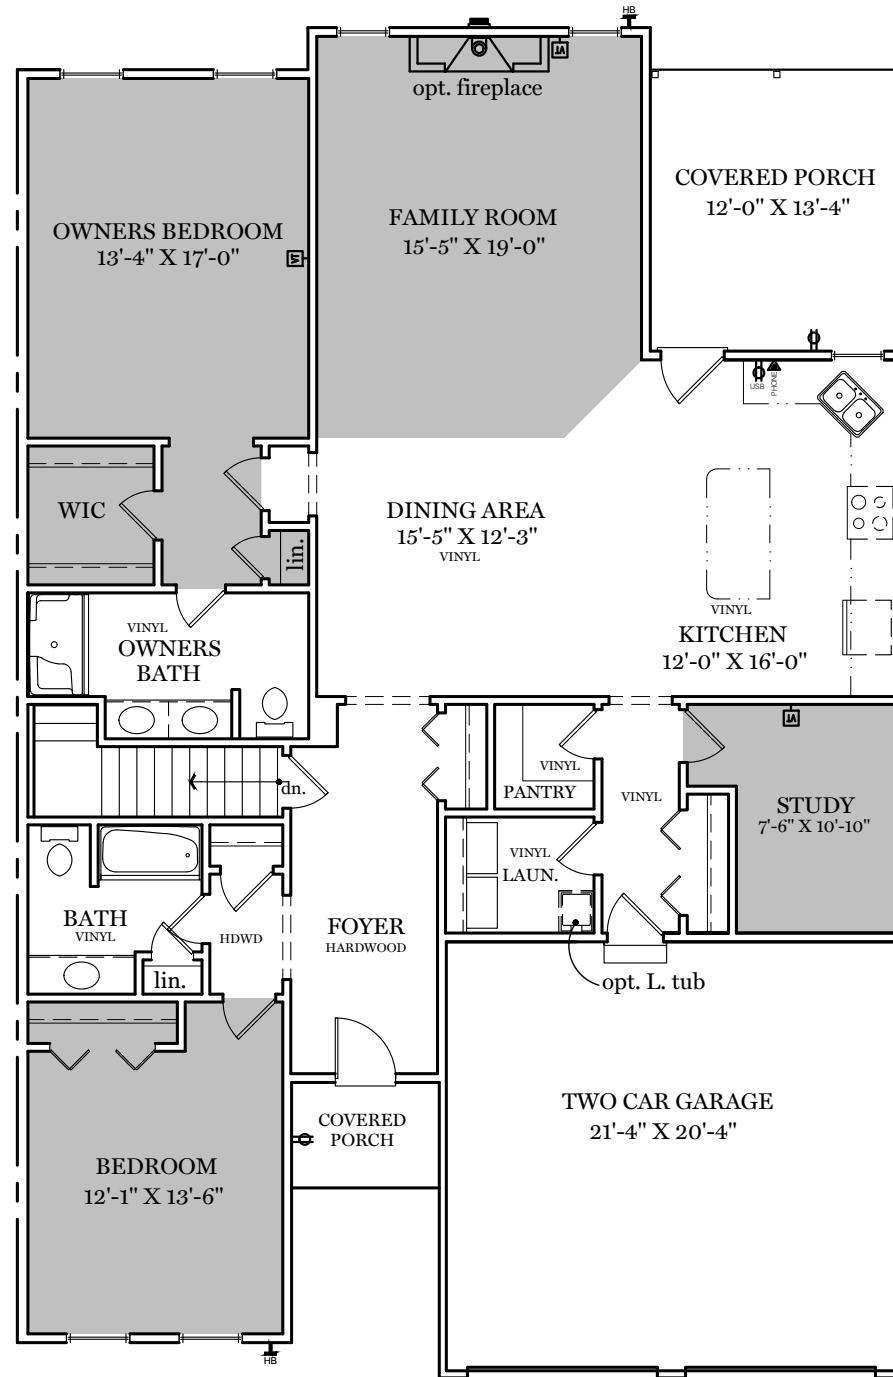 HB
VT
opt. fireplace
COVERED PORCH
12'-0" X 13'-4"
FAMILY ROOM
15'-5" X 19'-0"
OWNERS BEDROOM
13'-4" X 17'-0"
VT
USB
PHONE
WIC
DINING AREA
15'-5" X 12'-3"
VINYL
lin.
VINYL
OWNERS
BATH
VINYL
KITCHEN
12'-0" X 16'-0"
VT
dn.
VINYL
PANTRY
VINYL
STUDY
7'-6" X 10'-10"
VINYL
LAUN.
BATH
VINYL
HDWD
FOYER
HARDWOOD
lin.
opt. L. tub
TWO CAR GARAGE
21'-4" X 20'-4"
COVERED
PORCH
BEDROOM
12'-1" X 13'-6"
HB